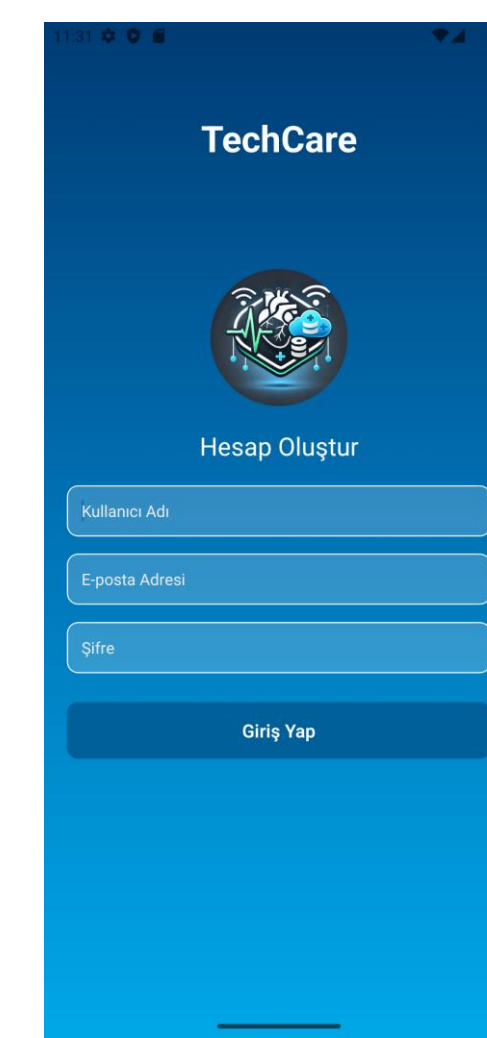 11:31
TechCare
Hesap Oluştur
Kullanıcı Adı
E-posta Adresi
Şifre
Giriş Yap